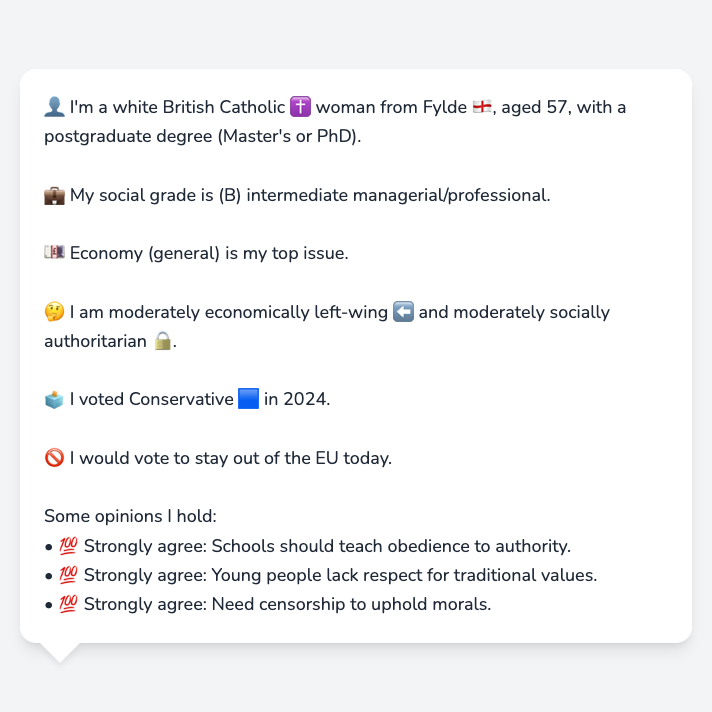 👤 I'm a white British Catholic ✝️ woman from Fylde 🏴󠁧󠁢󠁥󠁮󠁧󠁿, aged 57, with a
postgraduate degree (Master's or PhD).
💼 My social grade is (B) intermediate managerial/professional.
💷 Economy (general) is my top issue.
🤔 I am moderately economically left-wing ⬅️ and moderately socially
authoritarian 🔒.
🗳️ I voted Conservative 🟦 in 2024.
🚫 I would vote to stay out of the EU today.
Some opinions I hold:
• 💯 Strongly agree: Schools should teach obedience to authority.
• 💯 Strongly agree: Young people lack respect for traditional values.
• 💯 Strongly agree: Need censorship to uphold morals.